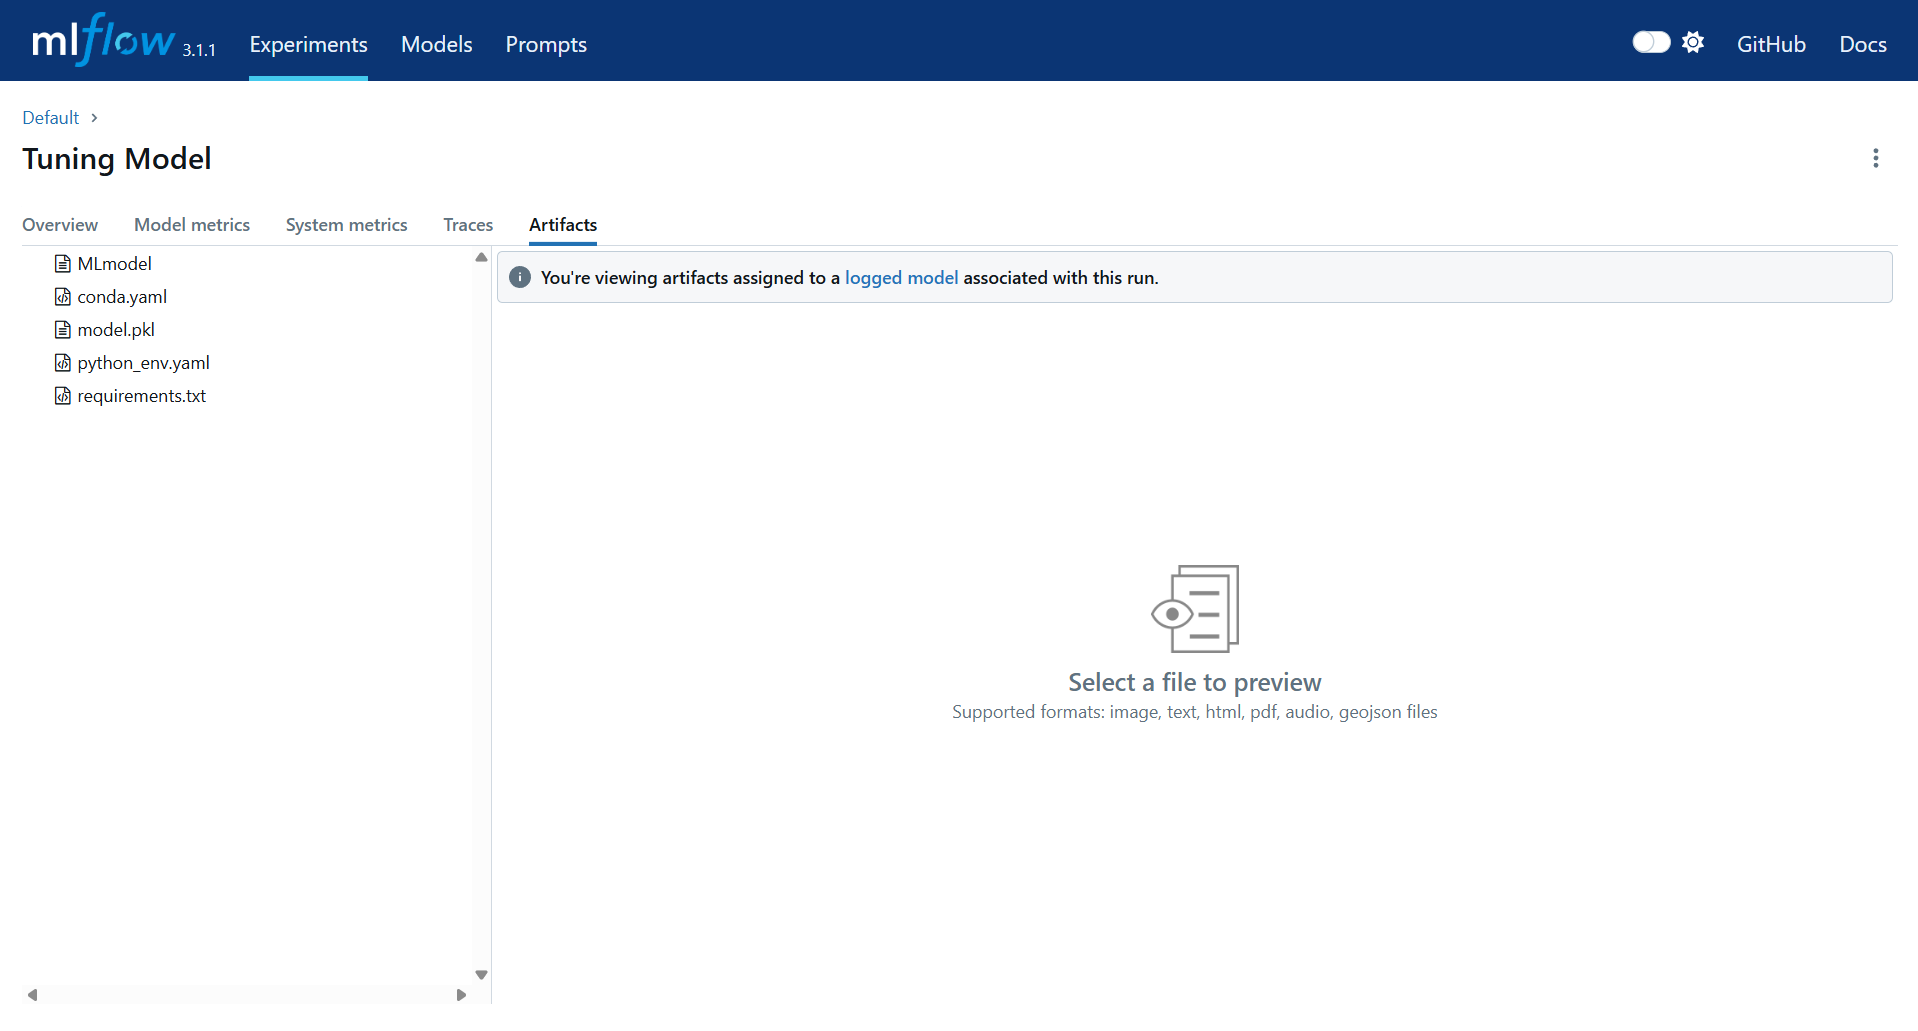 mlflow 3.1.1 Experiments Models Prompts GitHub Docs
Default
Tuning Model
Overview Model metrics System metrics Traces Artifacts
MLmodel
conda.yaml
model.pkl
python_env.yaml
requirements.txt
You're viewing artifacts assigned to a logged model associated with this run.
Select a file to preview
Supported formats: image, text, html, pdf, audio, geojson files